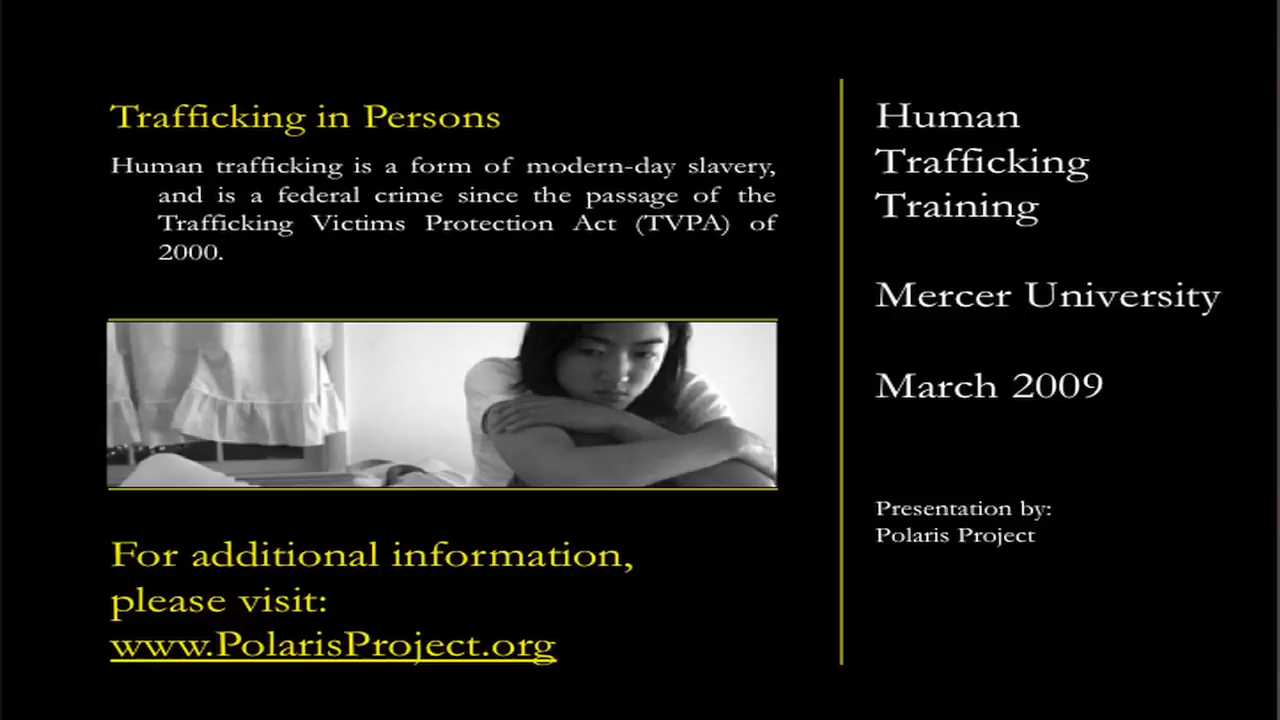 Trafficking in Persons
Human trafficking is a form of modern-day slavery,
and is a federal crime since the passage of the
Trafficking Victims Protection Act (TVPA) of
2000.
For additional information,
please visit:
www.PolarisProject.org
Human
Trafficking
Training
Mercer University
March 2009
Presentation by:
Polaris Project